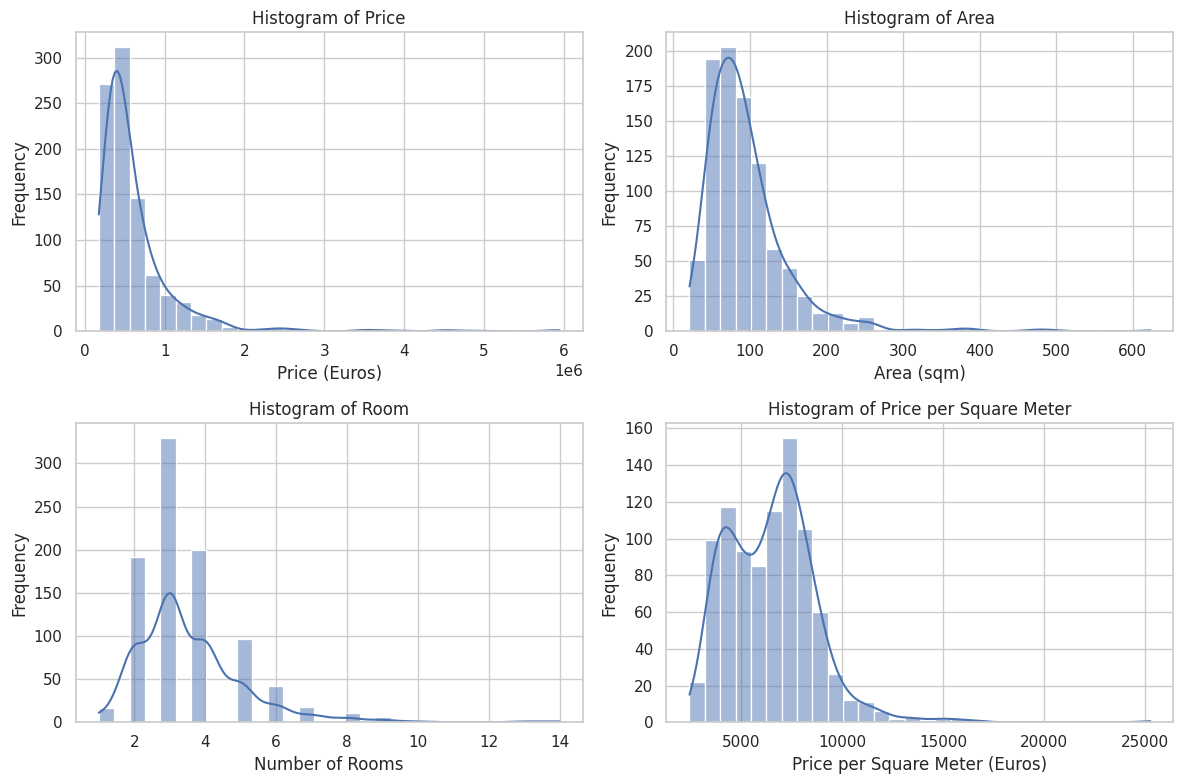 Histogram of Price
Frequency
300
250
200
150
100
50
0
0 1 2 3 4 5 6
1e6
Price (Euros)
Histogram of Area
Frequency
200
175
150
125
100
75
50
25
0
0 100 200 300 400 500 600
Area (sqm)
Histogram of Room
Frequency
300
250
200
150
100
50
0
2 4 6 8 10 12 14
Number of Rooms
Histogram of Price per Square Meter
Frequency
160
140
120
100
80
60
40
20
0
5000 10000 15000 20000 25000
Price per Square Meter (Euros)